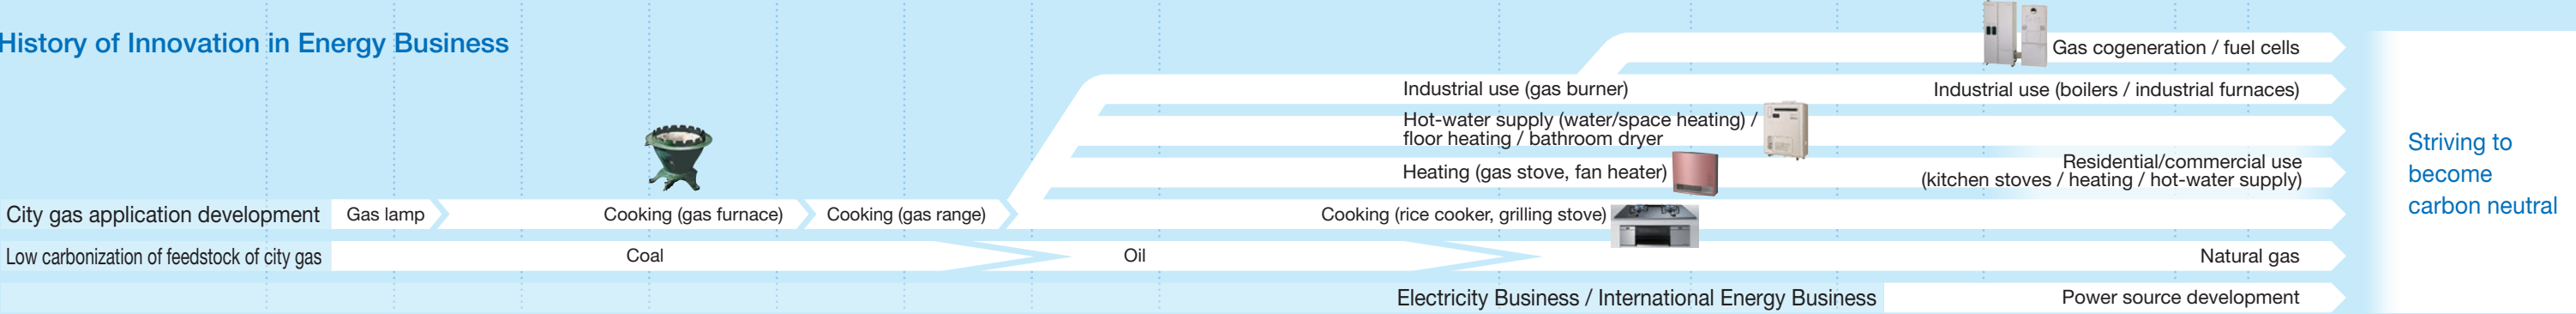 History of Innovation in Energy Business
Gas cogeneration / fuel cells
Industrial use (gas burner)
Industrial use (boilers / industrial furnaces)
Hot-water supply (water/space heating) /
floor heating / bathroom dryer
Heating (gas stove, fan heater)
Residential/commercial use
(kitchen stoves / heating / hot-water supply)
City gas application development
Gas lamp
Cooking (gas furnace)
Cooking (gas range)
Cooking (rice cooker, grilling stove)
Low carbonization of feedstock of city gas
Coal
Oil
Natural gas
Electricity Business / International Energy Business
Power source development
Striving to
become
carbon neutral